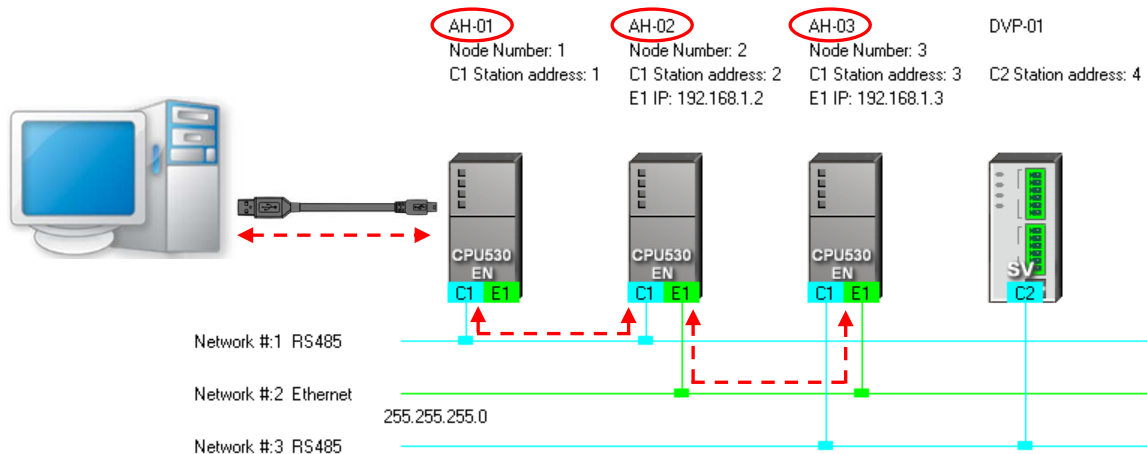 AH-01
Node Number: 1
C1 Station address: 1
AH-02
Node Number: 2
C1 Station address: 2
E1 IP: 192.168.1.2
AH-03
Node Number: 3
C1 Station address: 3
E1 IP: 192.168.1.3
DVP-01
C2 Station address: 4
CPU530
EN
C1 E1
CPU530
EN
C1 E1
CPU530
EN
C1 E1
SV
C2
Network #:1 RS485
Network #:2 Ethernet
255.255.255.0
Network #:3 RS485